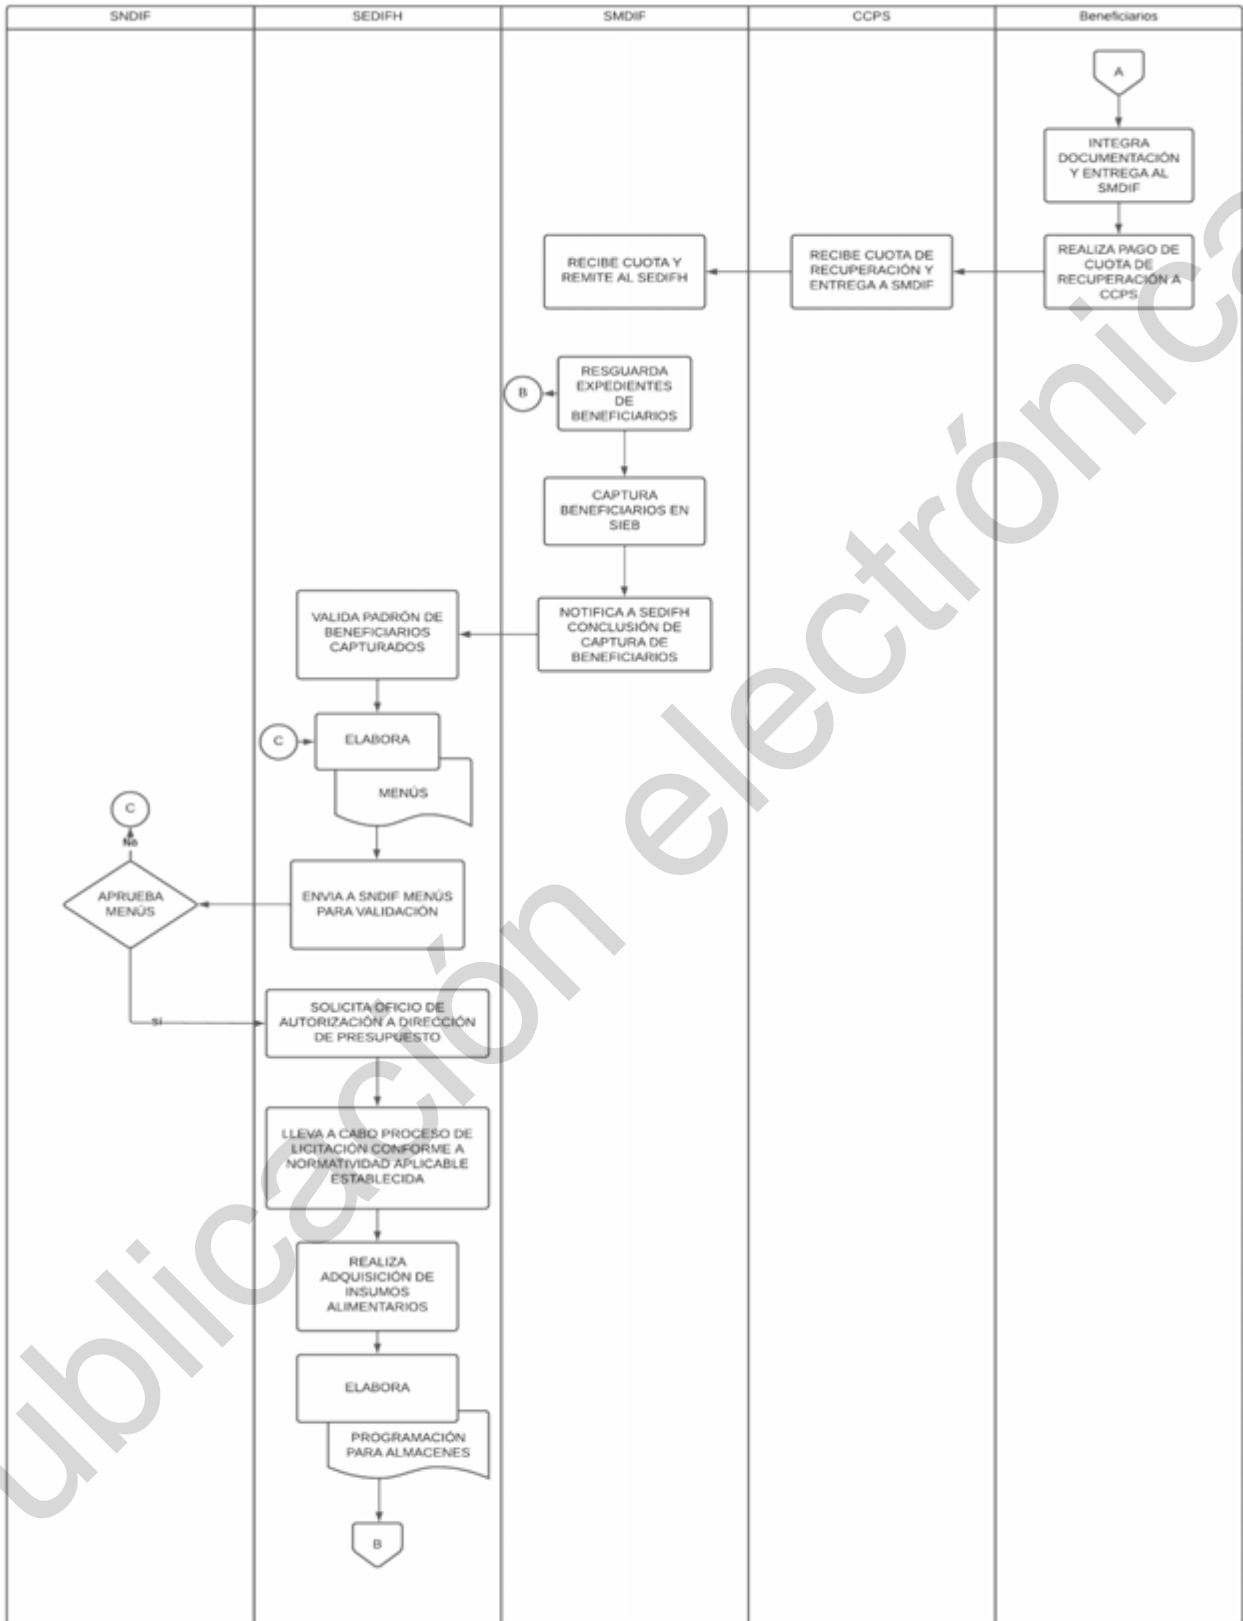 SNDIF
SEDIFH
SMDIF
CCPS
Beneficiarios
A
INTEGRA
DOCUMENTACIÓN
Y ENTREGA AL
SMDIF
REALIZA PAGO DE
CUOTA DE
RECUPERACIÓN A
CCPS
RECIBE CUOTA DE
RECUPERACIÓN Y
ENTREGA A SMDIF
RECIBE CUOTA Y
REMITE AL SEDIFH
RESGUARDA
EXPEDIENTES
DE
BENEFICIARIOS
B
CAPTURA
BENEFICIARIOS EN
SIEB
NOTIFICA A SEDIFH
CONCLUSIÓN DE
CAPTURA DE
BENEFICIARIOS
VALIDA PADRÓN DE
BENEFICIARIOS
CAPTURADOS
C
ELABORA
MENÚS
ENVIA A SNDIF MENÚS
PARA VALIDACIÓN
C
No
APRUEBA
MENÚS
SI
SOLICITA OFICIO DE
AUTORIZACIÓN A DIRECCIÓN
DE PRESUPUESTO
LLEVA A CABO PROCESO DE
LICITACIÓN CONFORME A
NORMATIVIDAD APLICABLE
ESTABLECIDA
REALIZA
ADQUISICIÓN DE
INSUMOS
ALIMENTARIOS
ELABORA
PROGRAMACIÓN
PARA ALMACENES
B
ublicación electrónica